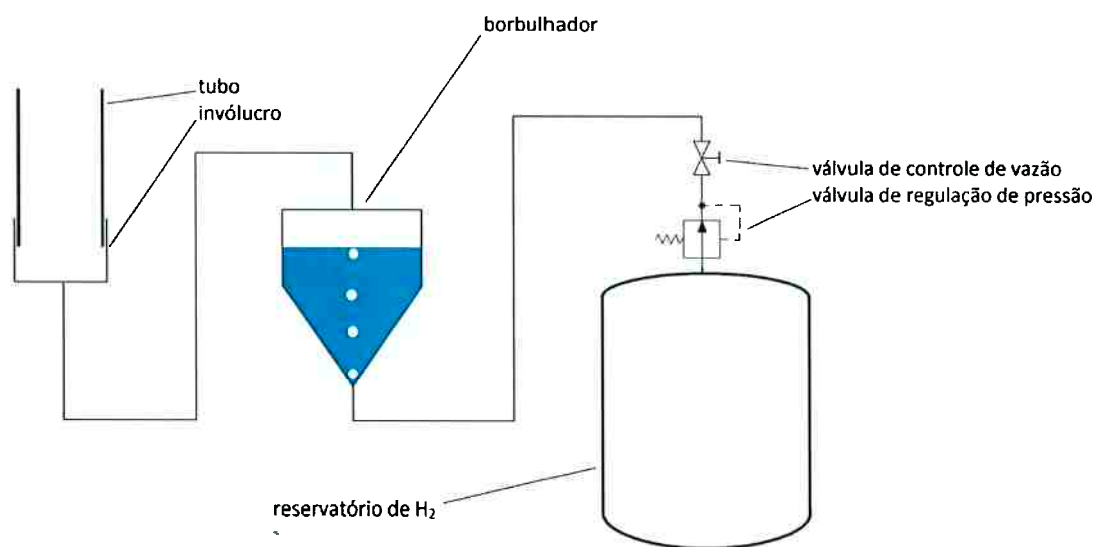 borbulhador
tubo
invólucro
válvula de controle de vazão
válvula de regulação de pressão
reservatório de H₂